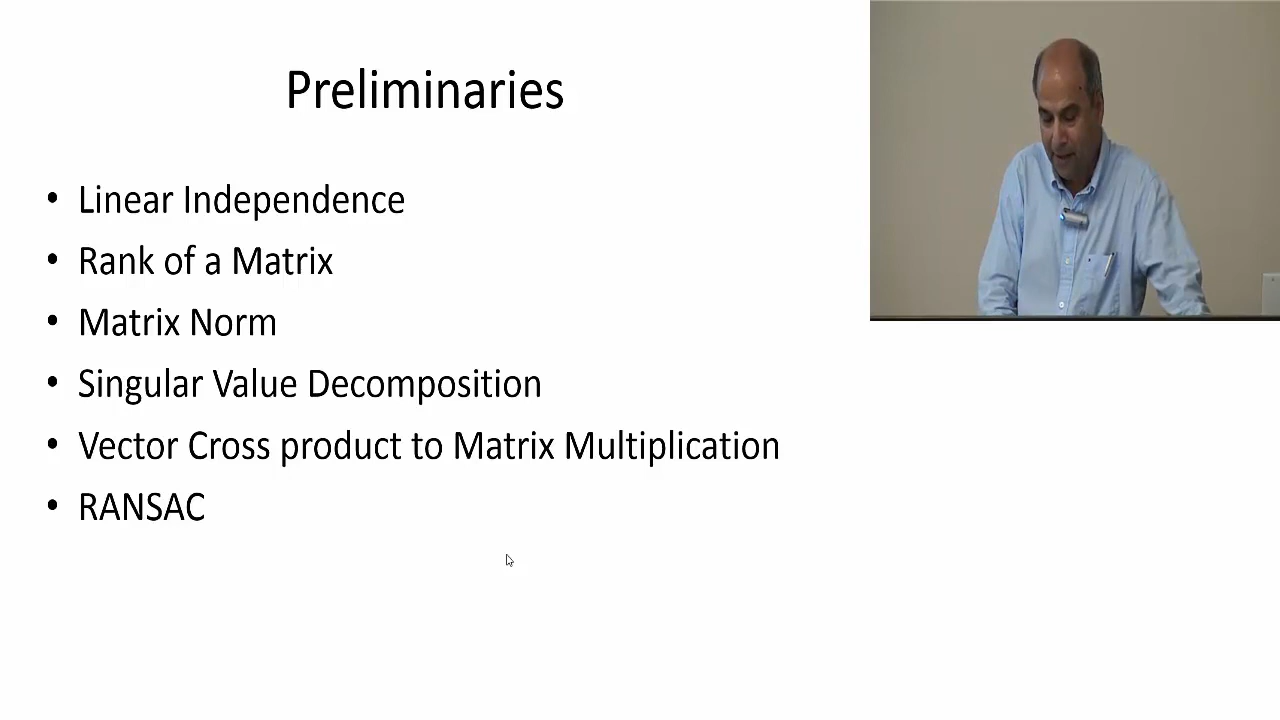 Preliminaries
• Linear Independence
• Rank of a Matrix
• Matrix Norm
• Singular Value Decomposition
• Vector Cross product to Matrix Multiplication
• RANSAC